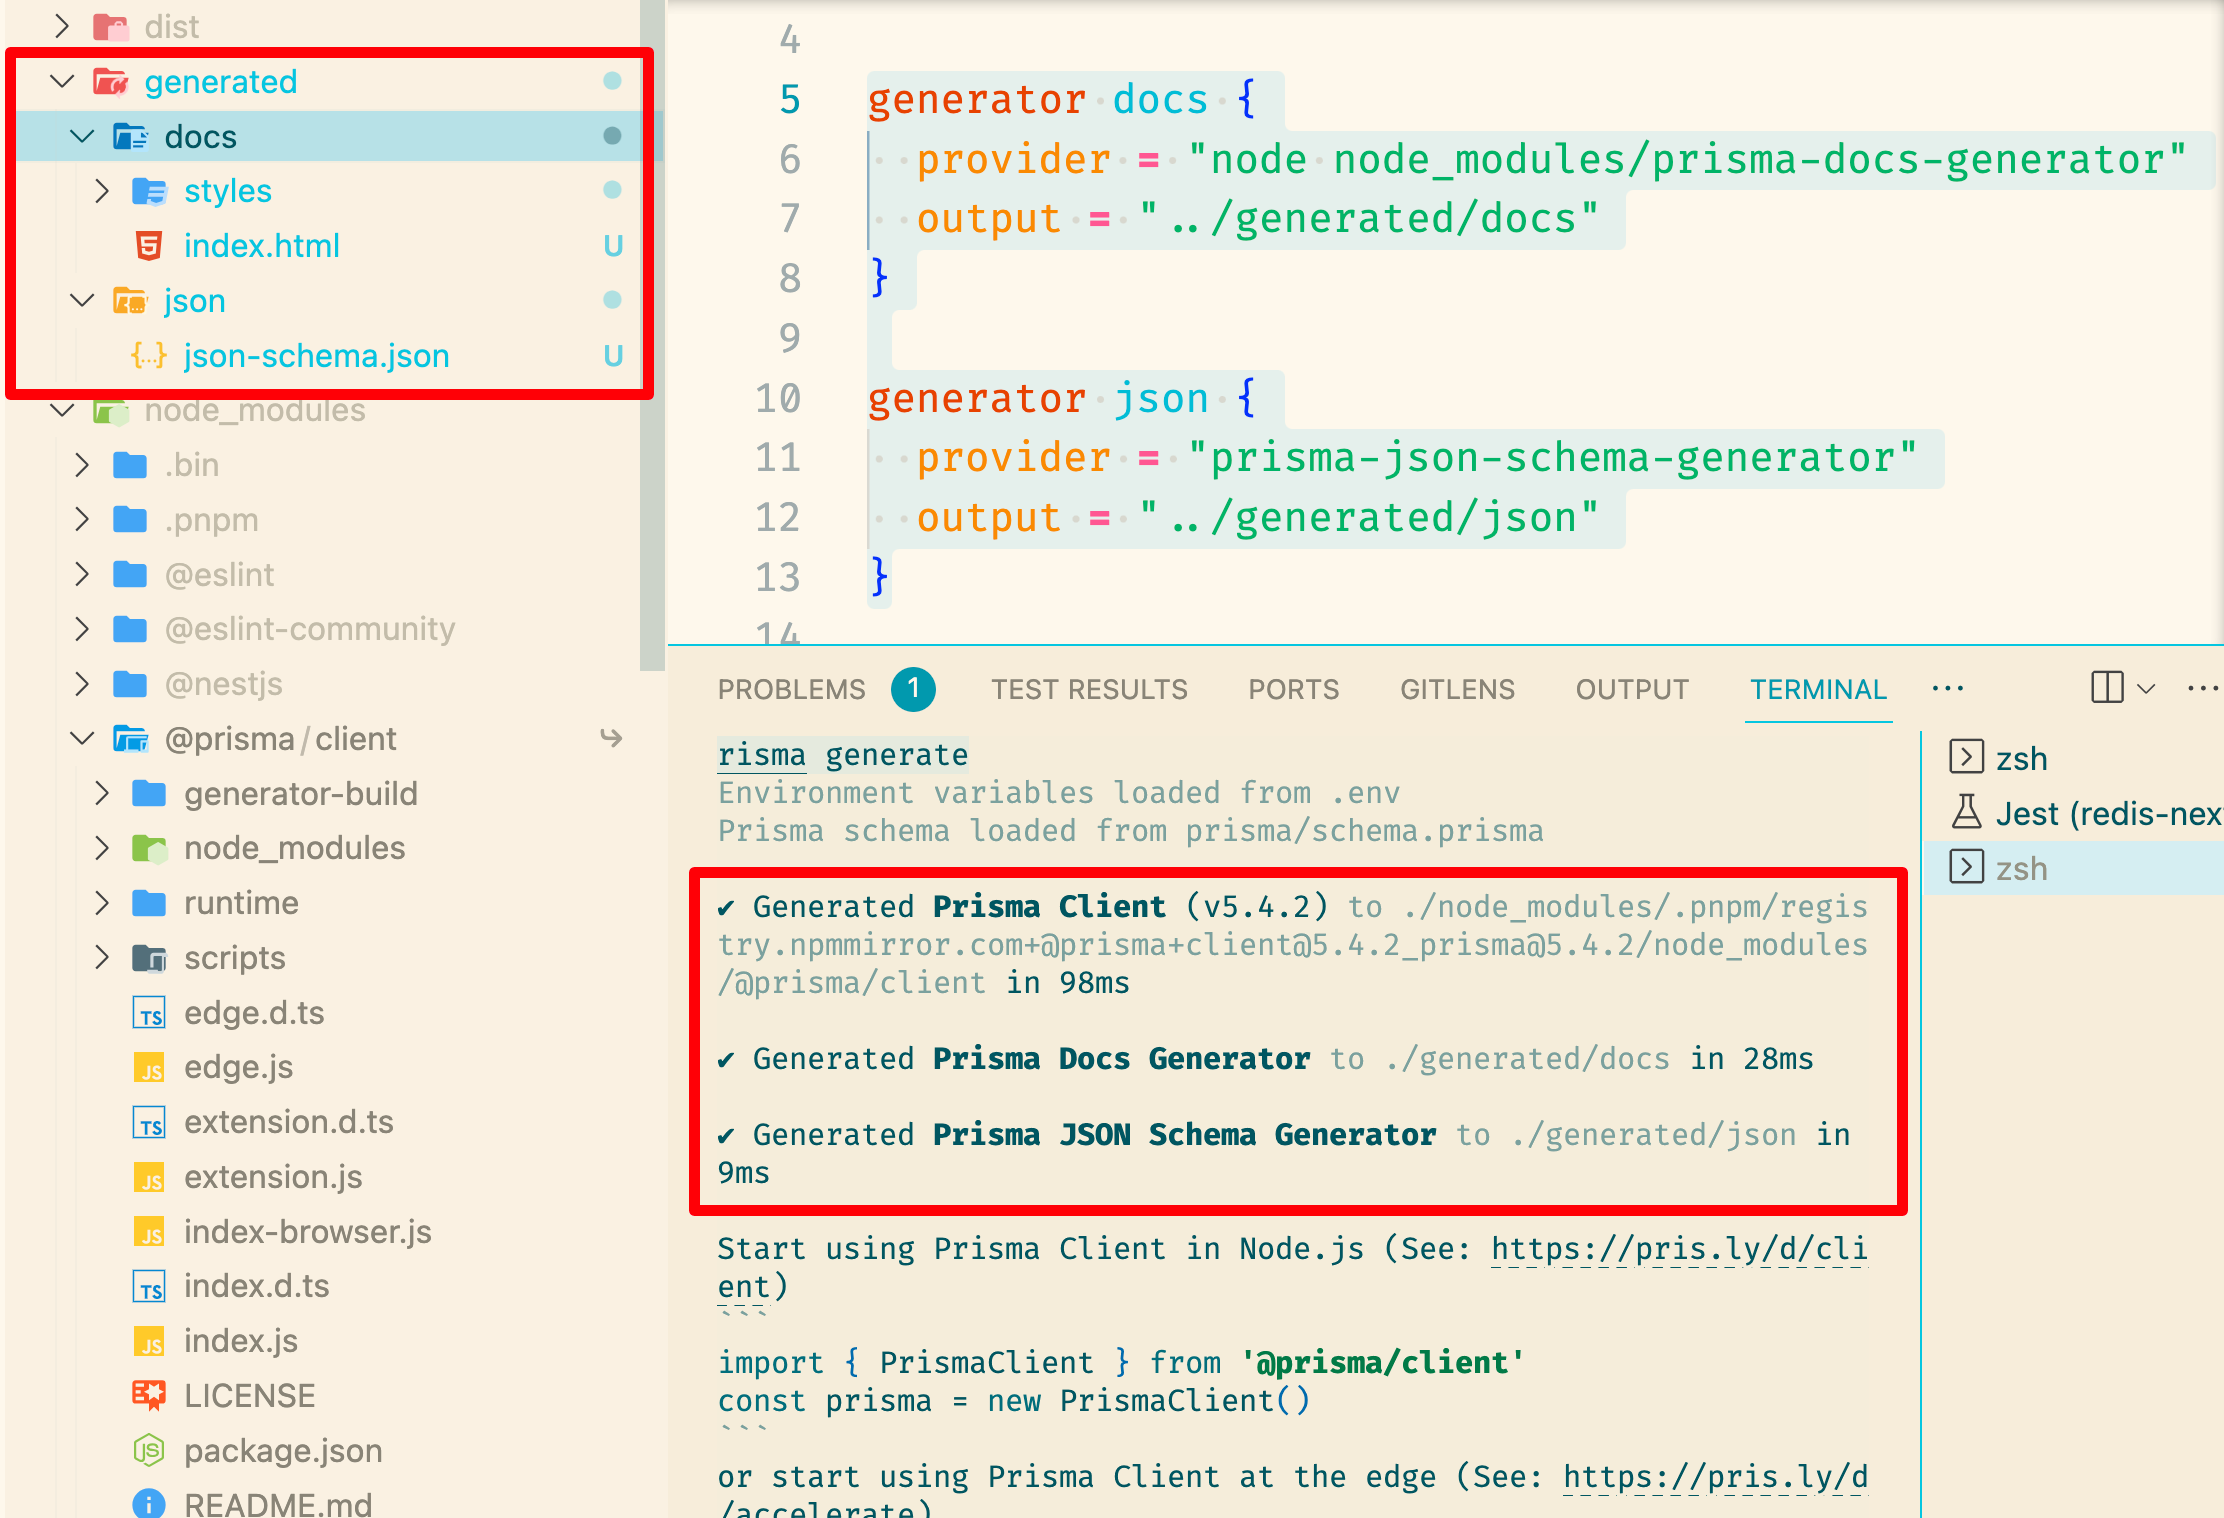 dist
generated
docs
styles
index.html U
json
json-schema.json U
node_modules
.bin
.pnpm
@eslint
@eslint-community
@nestjs
@prisma/client
generator-build
node_modules
runtime
scripts
edge.d.ts
edge.js
extension.d.ts
extension.js
index-browser.js
index.d.ts
index.js
LICENSE
package.json
README.md
4
5 generator docs {
6 provider = "node node_modules/prisma-docs-generator"
7 output = "../generated/docs"
8 }
9
10 generator json {
11 provider = "prisma-json-schema-generator"
12 output = "../generated/json"
13 }
14
PROBLEMS 1 TEST RESULTS PORTS GITLENS OUTPUT TERMINAL ...
risma generate
Environment variables loaded from .env
Prisma schema loaded from prisma/schema.prisma
✔ Generated Prisma Client (v5.4.2) to ./node_modules/.pnpm/regis
try.npmmirror.com+@prisma+client@5.4.2_prisma@5.4.2/node_modules
/@prisma/client in 98ms
✔ Generated Prisma Docs Generator to ./generated/docs in 28ms
✔ Generated Prisma JSON Schema Generator to ./generated/json in
9ms
Start using Prisma Client in Node.js (See: https://pris.ly/d/cli
ent)
```
import { PrismaClient } from '@prisma/client'
const prisma = new PrismaClient()
```
or start using Prisma Client at the edge (See: https://pris.ly/d
/accelerate)
zsh
Jest (redis-nex
zsh